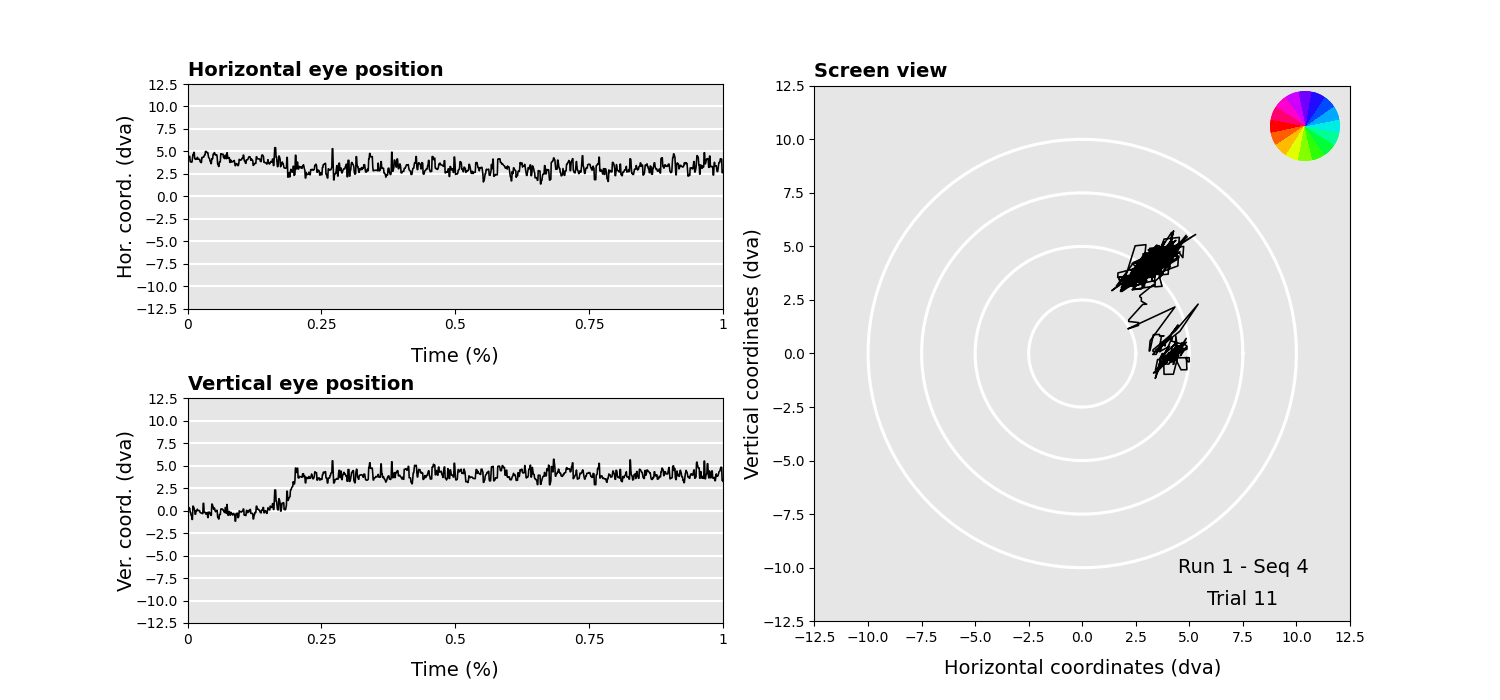 Horizontal eye position
Hor. coord. (dva)
12.5
10.0
7.5
5.0
2.5
0.0
−2.5
−5.0
−7.5
−10.0
−12.5
0 0.25 0.5 0.75 1
Time (%)
Vertical eye position
Ver. coord. (dva)
12.5
10.0
7.5
5.0
2.5
0.0
−2.5
−5.0
−7.5
−10.0
−12.5
0 0.25 0.5 0.75 1
Time (%)
Screen view
Vertical coordinates (dva)
12.5
10.0
7.5
5.0
2.5
0.0
−2.5
−5.0
−7.5
−10.0
−12.5
Run 1 - Seq 4
Trial 11
−12.5 −10.0 −7.5 −5.0 −2.5 0.0 2.5 5.0 7.5 10.0 12.5
Horizontal coordinates (dva)